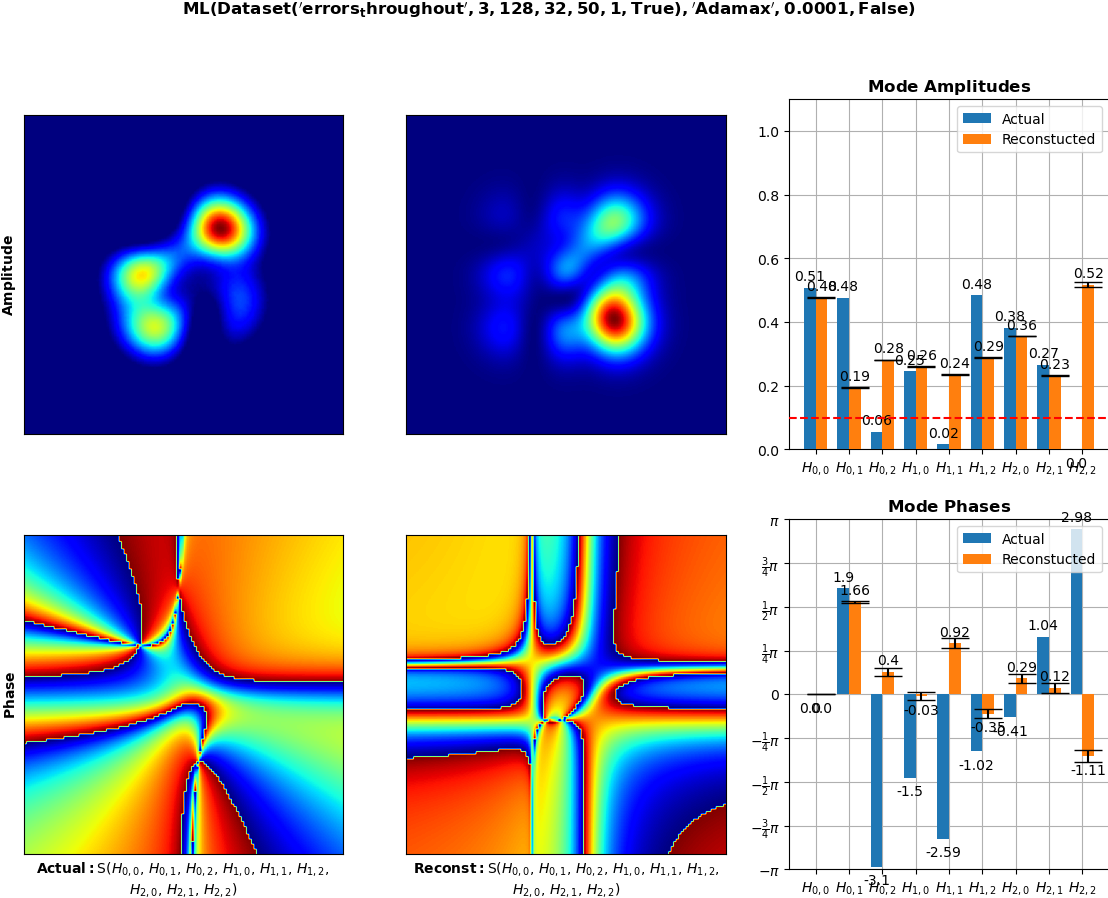 ML(Dataset('errors_throughout', 3, 128, 32, 50, 1, True), 'Adamax', 0.0001, False)
Amplitude
Mode Amplitudes
Actual
Reconstucted
1.0
0.8
0.6
0.4
0.2
0.0
0.51 0.48 0.48 0.19 0.06 0.28 0.25 0.26 0.02 0.24 0.48 0.29 0.38 0.36 0.27 0.23 0.0 0.52
H0,0 H0,1 H0,2 H1,0 H1,1 H1,2 H2,0 H2,1 H2,2
Phase
Actual: S(H0,0, H0,1, H0,2, H1,0, H1,1, H1,2,
H2,0, H2,1, H2,2)
Reconst: S(H0,0, H0,1, H0,2, H1,0, H1,1, H1,2,
H2,0, H2,1, H2,2)
Mode Phases
Actual
Reconstucted
π
3/4π
1/2π
1/4π
0
−1/4π
−1/2π
−3/4π
−π
0.0 0.0 1.9 1.66 -3.1 0.4 -1.5 -0.03 -2.59 0.92 -1.02 -0.35 -0.41 0.29 1.04 0.12 2.98 -1.11
H0,0 H0,1 H0,2 H1,0 H1,1 H1,2 H2,0 H2,1 H2,2